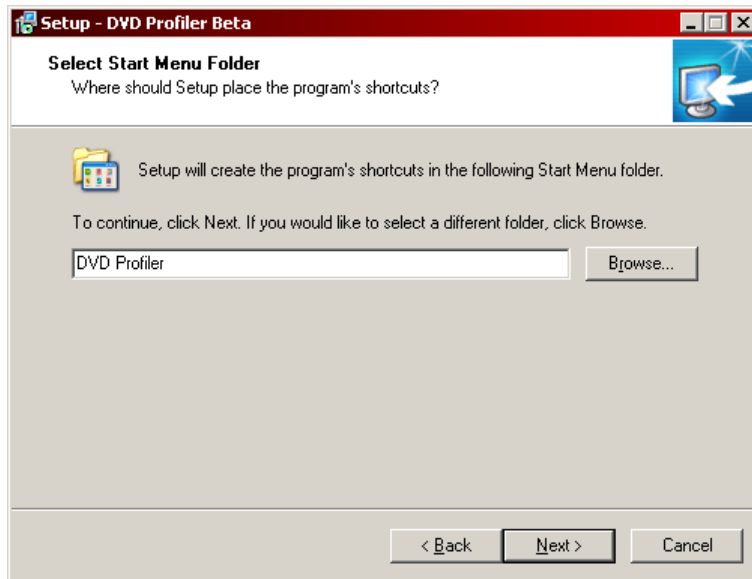 Setup - DVD Profiler Beta
Select Start Menu Folder
Where should Setup place the program's shortcuts?
Setup will create the program's shortcuts in the following Start Menu folder.
To continue, click Next. If you would like to select a different folder, click Browse.
DVD Profiler
Browse...
< Back
Next >
Cancel